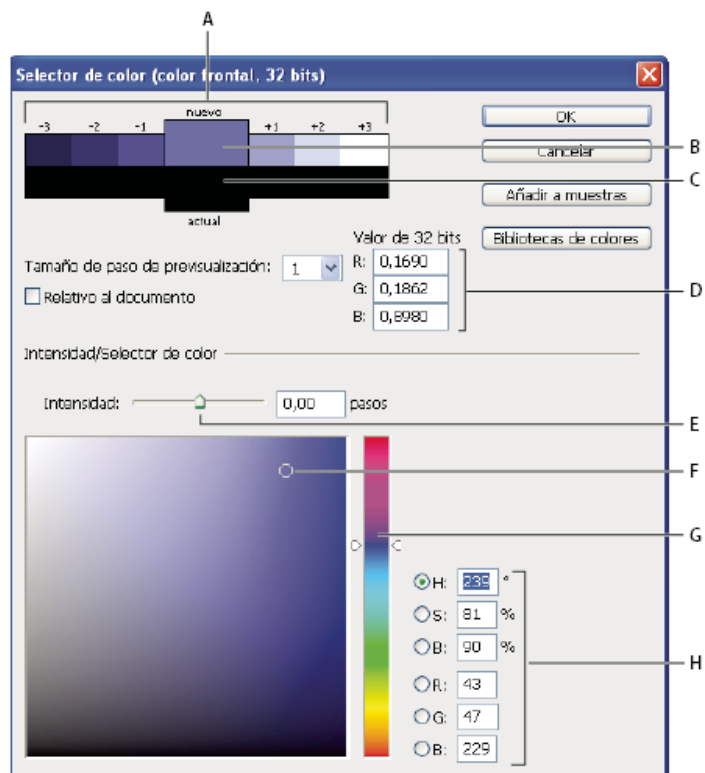 A
Selector de color (color frontal, 32 bits)
nuevo
-3 -2 -1 +1 +2 +3
actual
OK
B
Cancelar
C
Añadir a muestras
Bibliotecas de colores
Valor de 32 bits
Tamaño de paso de previsualización: 1
R: 0,1690
Relativo al documento
G: 0,1862
D
B: 0,8980
Intensidad/Selector de color
Intensidad: 0,00 pasos
E
F
G
H: 239 °
S: 81 %
B: 90 %
H
R: 43
G: 47
B: 229